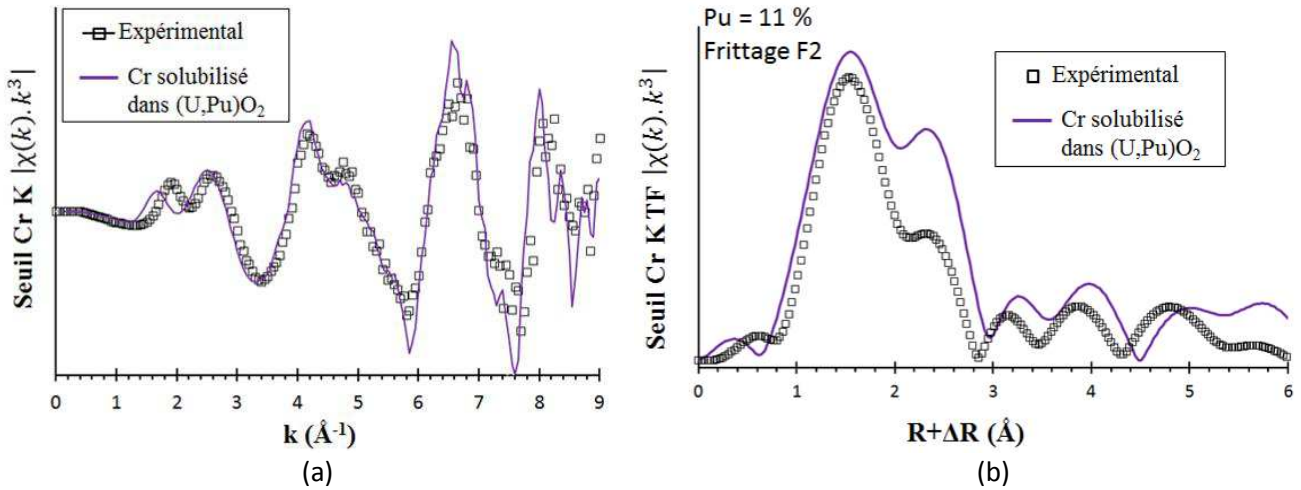 Seuil Cr K |χ(k).k³|
Expérimental
Cr solubilisé
dans (U,Pu)O₂
0 1 2 3 4 5 6 7 8 9
k (Å⁻¹)
(a)
Seuil Cr K TF |χ(k).k³|
Pu = 11 %
Frittage F2
Expérimental
Cr solubilisé
dans (U,Pu)O₂
0 1 2 3 4 5 6
R+ΔR (Å)
(b)